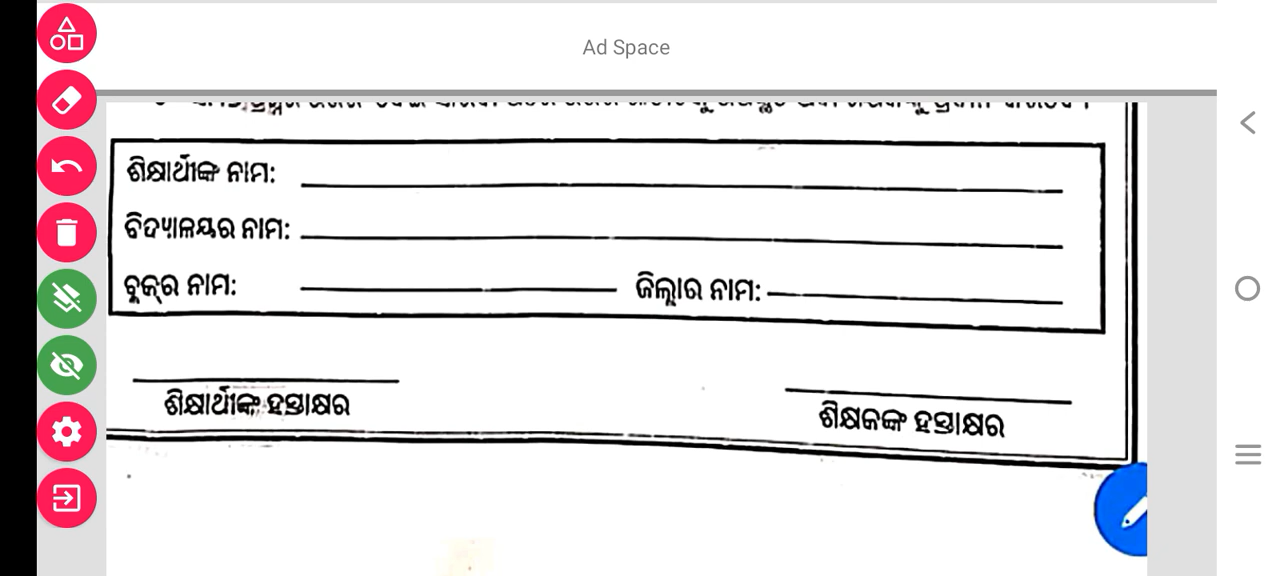 Ad Space
ଶିକ୍ଷାର୍ଥୀଙ୍କ ନାମ:
ବିଦ୍ୟାଳୟର ନାମ:
ବ୍ଲକ୍‌ର ନାମ: ଜିଲ୍ଲାର ନାମ:
ଶିକ୍ଷାର୍ଥୀଙ୍କ ହସ୍ତାକ୍ଷର
ଶିକ୍ଷକଙ୍କ ହସ୍ତାକ୍ଷର